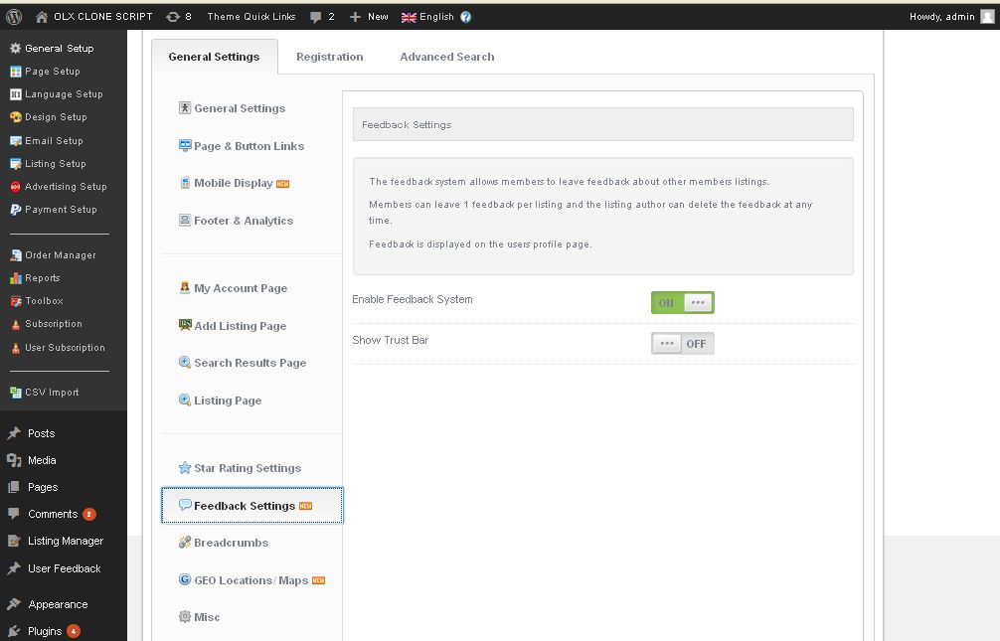 OLX CLONE SCRIPT 8 Theme Quick Links 2 New English ? Howdy, admin
General Setup
Page Setup
Language Setup
Design Setup
Email Setup
Listing Setup
Advertising Setup
Payment Setup
Order Manager
Reports
Toolbox
Subscription
User Subscription
CSV Import
Posts
Media
Pages
Comments 2
Listing Manager
User Feedback
Appearance
Plugins 4
General Settings Registration Advanced Search
General Settings
Page & Button Links
Mobile Display NEW
Footer & Analytics
My Account Page
Add Listing Page
Search Results Page
Listing Page
Star Rating Settings
Feedback Settings NEW
Breadcrumbs
GEO Locations/ Maps NEW
Misc
Feedback Settings
The feedback system allows members to leave feedback about other members listings.
Members can leave 1 feedback per listing and the listing author can delete the feedback at any
time.
Feedback is displayed on the users profile page.
Enable Feedback System ON
Show Trust Bar OFF